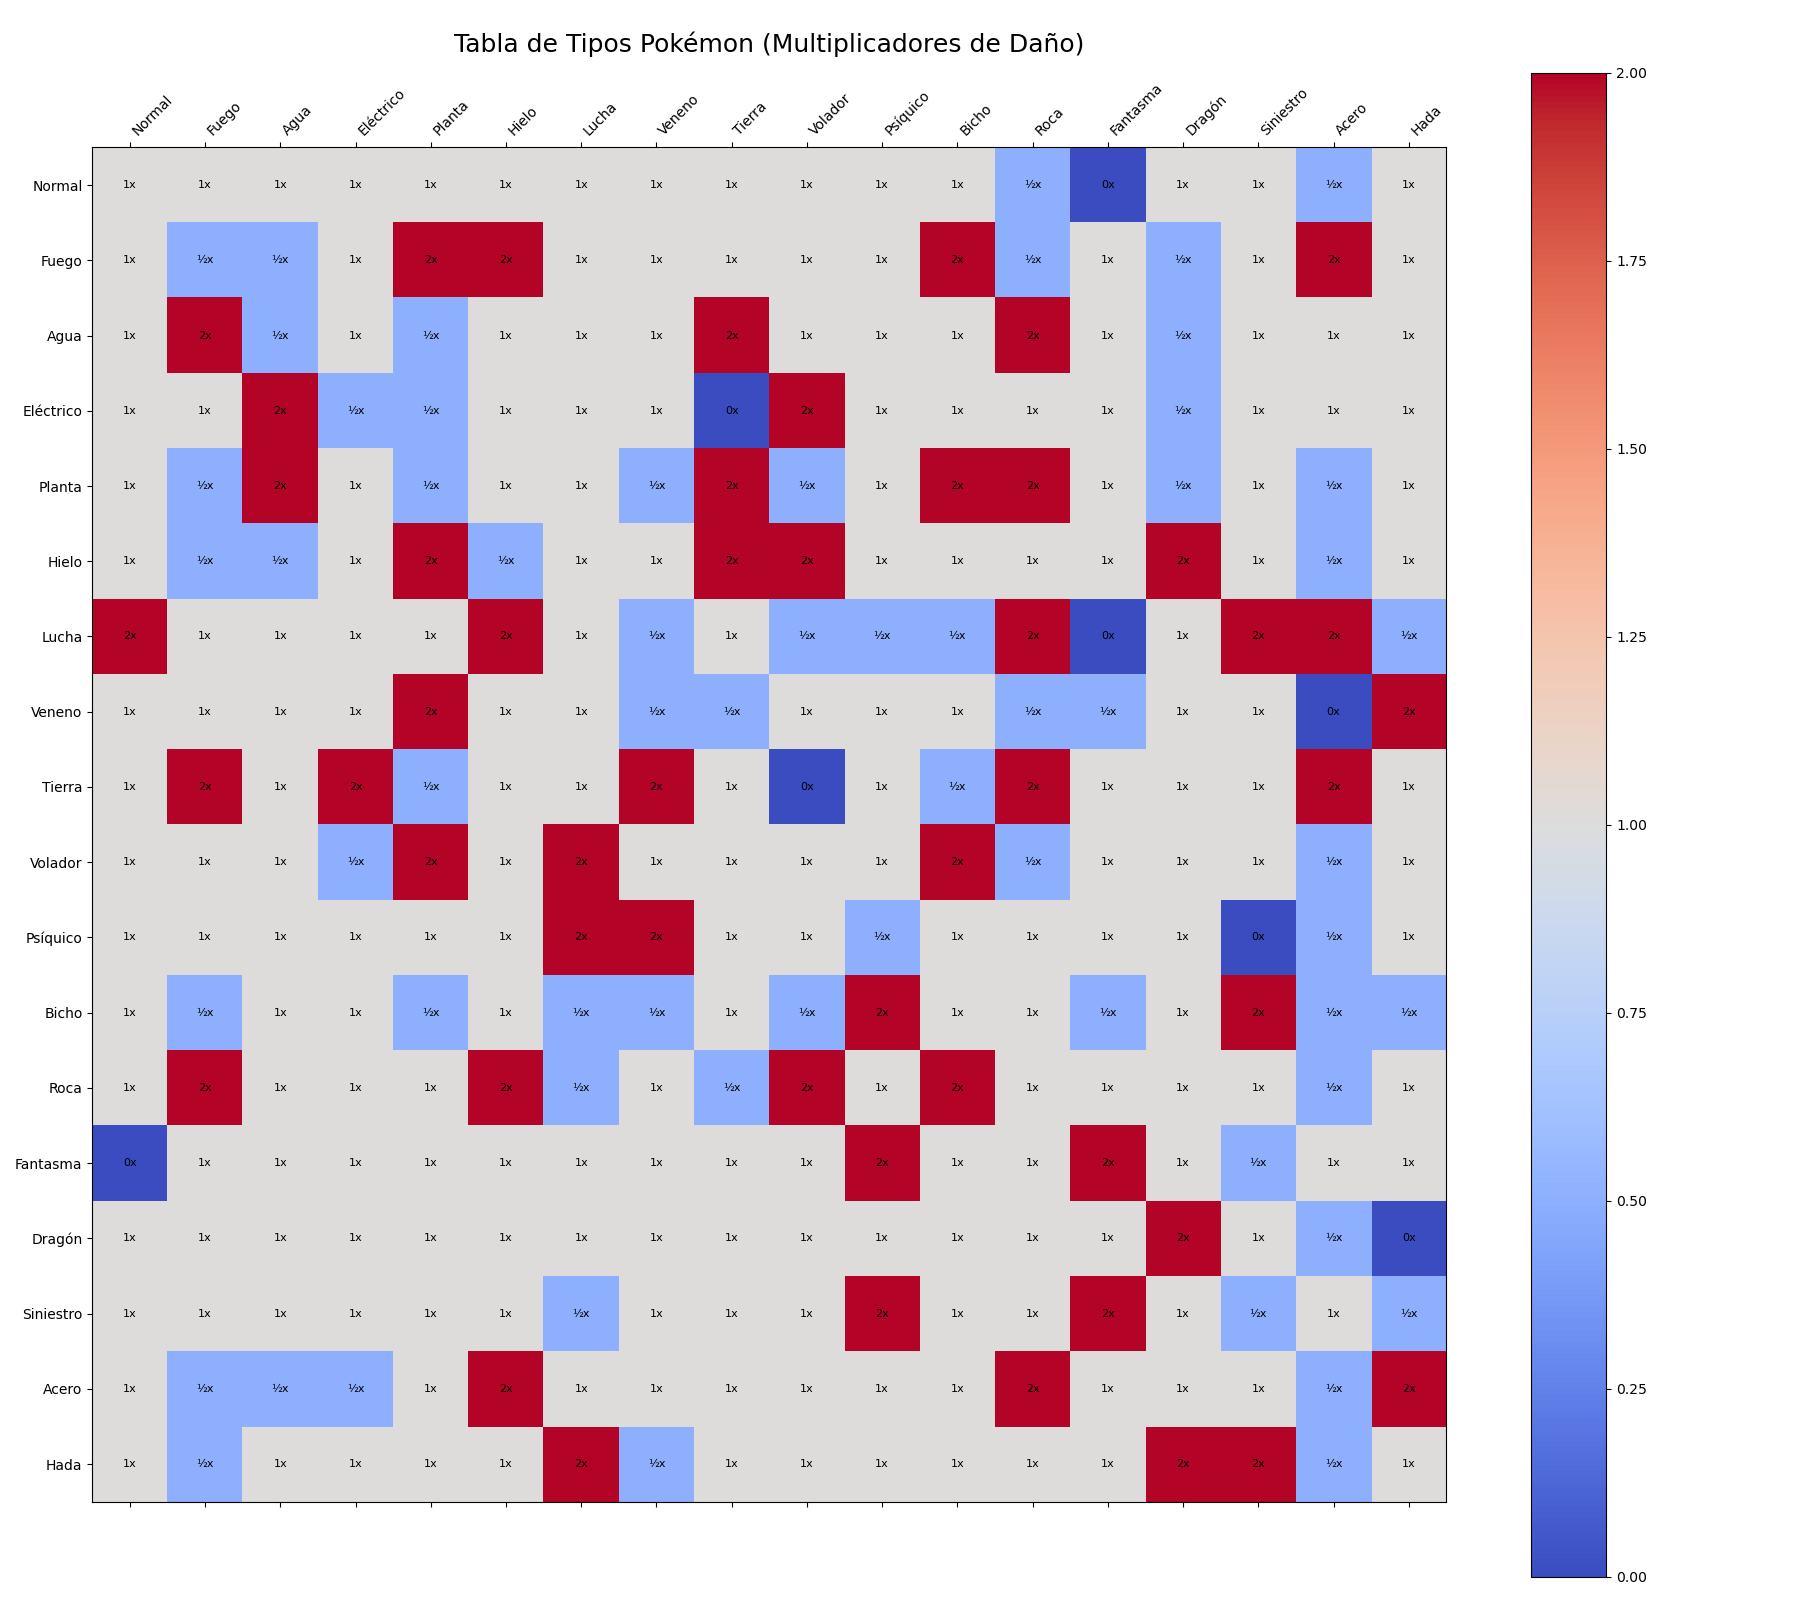 Tabla de Tipos Pokémon (Multiplicadores de Daño)
Normal Fuego Agua Eléctrico Planta Hielo Lucha Veneno Tierra Volador Psíquico Bicho Roca Fantasma Dragón Siniestro Acero Hada
Normal 1x 1x 1x 1x 1x 1x 1x 1x 1x 1x 1x 1x ½x 0x 1x 1x ½x 1x
Fuego 1x ½x ½x 1x 2x 2x 1x 1x 1x 1x 1x 2x ½x 1x ½x 1x 2x 1x
Agua 1x 2x ½x 1x ½x 1x 1x 1x 2x 1x 1x 1x 2x 1x ½x 1x 1x 1x
Eléctrico 1x 1x 2x ½x ½x 1x 1x 1x 0x 2x 1x 1x 1x 1x ½x 1x 1x 1x
Planta 1x ½x 2x 1x ½x 1x 1x ½x 2x ½x 1x 2x 2x 1x ½x 1x ½x 1x
Hielo 1x ½x ½x 1x 2x ½x 1x 1x 2x 2x 1x 1x 1x 1x 2x 1x ½x 1x
Lucha 2x 1x 1x 1x 1x 2x 1x ½x 1x ½x ½x ½x 2x 0x 1x 2x 2x ½x
Veneno 1x 1x 1x 1x 2x 1x 1x ½x ½x 1x 1x 1x ½x ½x 1x 1x 0x 2x
Tierra 1x 2x 1x 2x ½x 1x 1x 2x 1x 0x 1x ½x 2x 1x 1x 1x 2x 1x
Volador 1x 1x 1x ½x 2x 1x 2x 1x 1x 1x 1x 2x ½x 1x 1x 1x ½x 1x
Psíquico 1x 1x 1x 1x 1x 1x 2x 2x 1x 1x ½x 1x 1x 1x 1x 0x ½x 1x
Bicho 1x ½x 1x 1x ½x 1x ½x ½x 1x ½x 2x 1x 1x ½x 1x 2x ½x ½x
Roca 1x 2x 1x 1x 1x 2x ½x 1x ½x 2x 1x 2x 1x 1x 1x 1x ½x 1x
Fantasma 0x 1x 1x 1x 1x 1x 1x 1x 1x 1x 2x 1x 1x 2x 1x ½x 1x 1x
Dragón 1x 1x 1x 1x 1x 1x 1x 1x 1x 1x 1x 1x 1x 1x 2x 1x ½x 0x
Siniestro 1x 1x 1x 1x 1x 1x ½x 1x 1x 1x 2x 1x 1x 2x 1x ½x 1x ½x
Acero 1x ½x ½x ½x 1x 2x 1x 1x 1x 1x 1x 1x 2x 1x 1x 1x ½x 2x
Hada 1x ½x 1x 1x 1x 1x 2x ½x 1x 1x 1x 1x 1x 1x 2x 2x ½x 1x
2.00
1.75
1.50
1.25
1.00
0.75
0.50
0.25
0.00